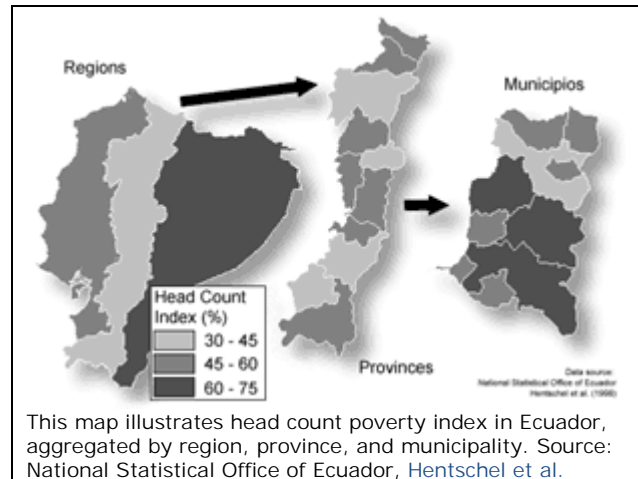 Regions
Municipios
Head Count
Index (%)
30 - 45
45 - 60
60 - 75
Provinces
Data source:
National Statistical Office of Ecuador
Hentschel et al. (1998)
This map illustrates head count poverty index in Ecuador,
aggregated by region, province, and municipality. Source:
National Statistical Office of Ecuador, Hentschel et al.